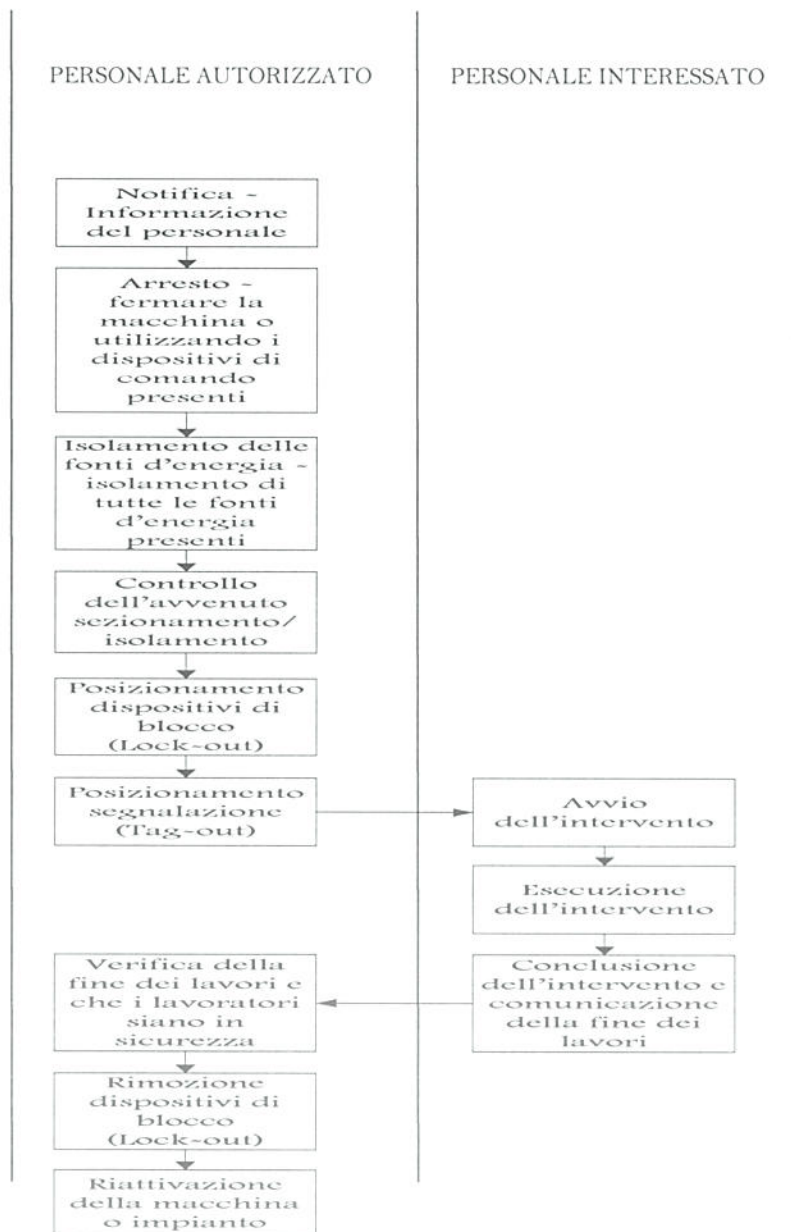 PERSONALE AUTORIZZATO
PERSONALE INTERESSATO
Notifica -
Informazione
del personale
Arresto -
fermare la
macchina o
utilizzando i
dispositivi di
comando
presenti
Isolamento delle
fonti d'energia -
isolamento di
tutte le fonti
d'energia
presenti
Controllo
dell'avvenuto
sezionamento/
isolamento
Posizionamento
dispositivi di
blocco
(Lock-out)
Posizionamento
segnalazione
(Tag-out)
Avvio
dell'intervento
Esecuzione
dell'intervento
Conclusione
dell'intervento e
comunicazione
della fine dei
lavori
Verifica della
fine dei lavori e
che i lavoratori
siano in
sicurezza
Rimozione
dispositivi di
blocco
(Lock-out)
Riattivazione
della macchina
o impianto